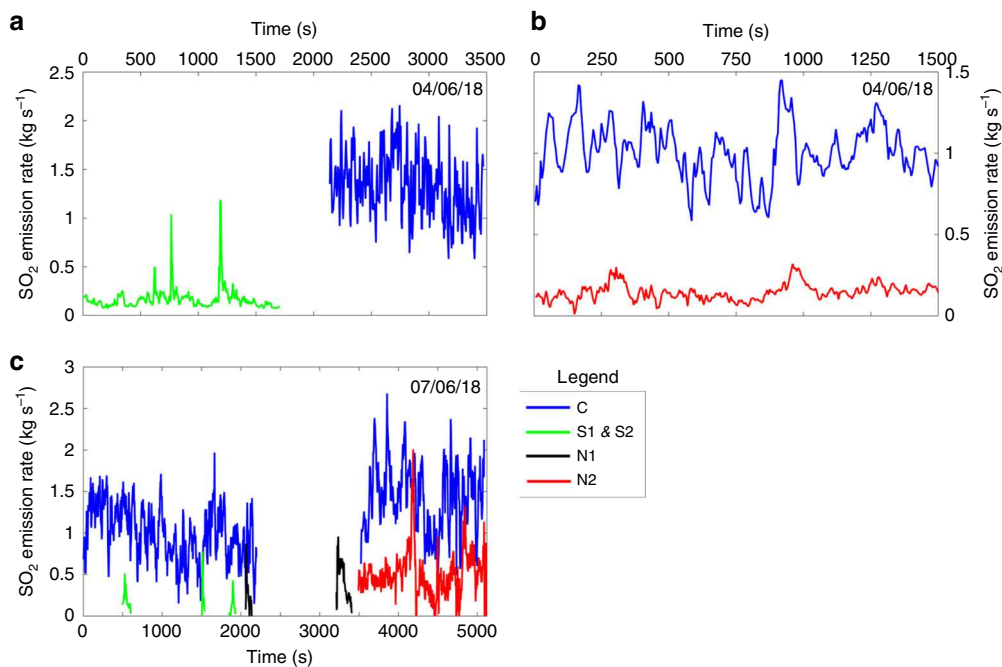 a
Time (s)
0 500 1000 1500 2000 2500 3000 3500
SO2 emission rate (kg s−1)
2.5
2
1.5
1
0.5
0
04/06/18
b
Time (s)
0 250 500 750 1000 1250 1500
04/06/18
1.5
1
0.5
0
SO2 emission rate (kg s−1)
c
SO2 emission rate (kg s−1)
3
2.5
2
1.5
1
0.5
0
07/06/18
0 1000 2000 3000 4000 5000
Time (s)
Legend
C
S1 & S2
N1
N2